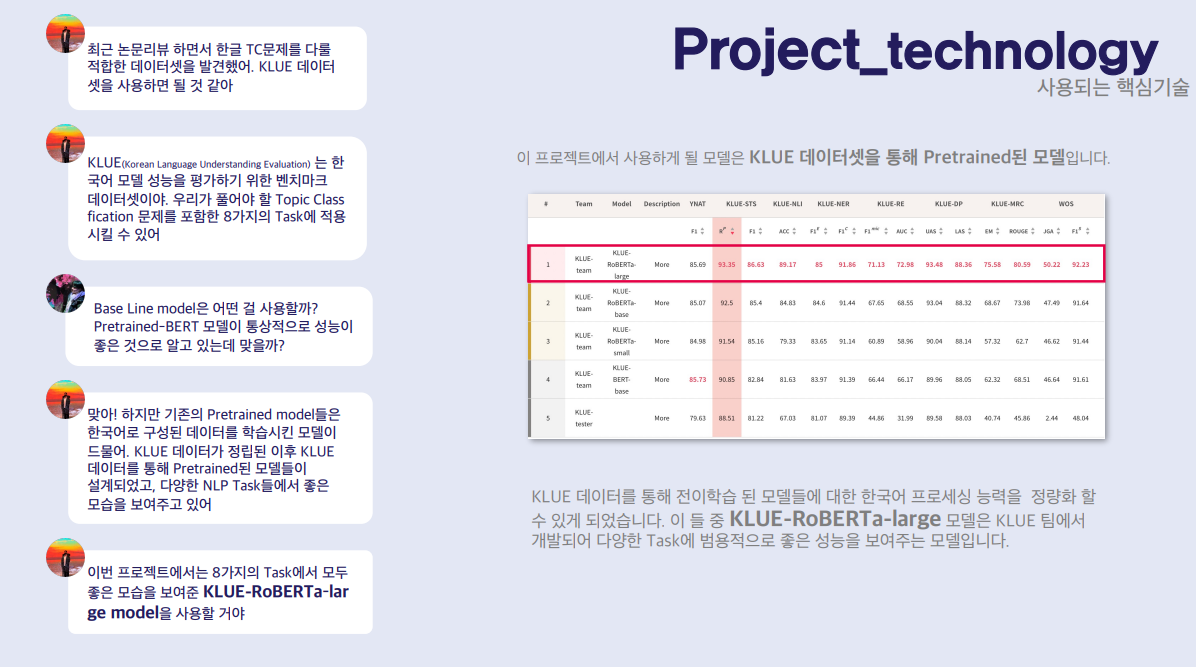 최근 논문리뷰 하면서 한글 TC문제를 다룰
적합한 데이터셋을 발견했어. KLUE 데이터
셋을 사용하면 될 것 같아
KLUE(Korean Language Understanding Evaluation) 는 한
국어 모델 성능을 평가하기 위한 벤치마크
데이터셋이야. 우리가 풀어야 할 Topic Class
fication 문제를 포함한 8가지의 Task에 적용
시킬 수 있어
Base Line model은 어떤 걸 사용할까?
Pretrained-BERT 모델이 통상적으로 성능이
좋은 것으로 알고 있는데 맞을까?
맞아! 하지만 기존의 Pretrained model들은
한국어로 구성된 데이터를 학습시킨 모델이
드물어. KLUE 데이터가 정립된 이후 KLUE
데이터를 통해 Pretrained된 모델들이
설계되었고, 다양한 NLP Task들에서 좋은
모습을 보여주고 있어
이번 프로젝트에서는 8가지의 Task에서 모두
좋은 모습을 보여준 KLUE-RoBERTa-lar
ge model을 사용할 거야
Project_technology
사용되는 핵심기술
이 프로젝트에서 사용하게 될 모델은 KLUE 데이터셋을 통해 Pretrained된 모델입니다.
# Team Model Description YNAT KLUE-STS KLUE-NLI KLUE-NER KLUE-RE KLUE-DP KLUE-MRC WOS
F1 R^P F1 ACC F1^E F1^C F1^mic AUC UAS LAS EM ROUGE JGA F1^S
1 KLUE-team KLUE-RoBERTa-large More 85.69 93.35 86.63 89.17 85 91.86 71.13 72.98 93.48 88.36 75.58 80.59 50.22 92.23
2 KLUE-team KLUE-RoBERTa-base More 85.07 92.5 85.4 84.83 84.6 91.44 67.65 68.55 93.04 88.32 68.67 73.98 47.49 91.64
3 KLUE-team KLUE-RoBERTa-small More 84.98 91.54 85.16 79.33 83.65 91.14 60.89 58.96 90.04 88.14 57.32 62.7 46.62 91.44
4 KLUE-team KLUE-BERT-base More 85.73 90.85 82.84 81.63 83.97 91.39 66.44 66.17 89.96 88.05 62.32 68.51 46.64 91.61
5 KLUE-tester More 79.63 88.51 81.22 67.03 81.07 89.39 44.86 31.99 89.58 88.03 40.74 45.86 2.44 48.04
KLUE 데이터를 통해 전이학습 된 모델들에 대한 한국어 프로세싱 능력을 정량화 할
수 있게 되었습니다. 이 들 중 KLUE-RoBERTa-large 모델은 KLUE 팀에서
개발되어 다양한 Task에 범용적으로 좋은 성능을 보여주는 모델입니다.